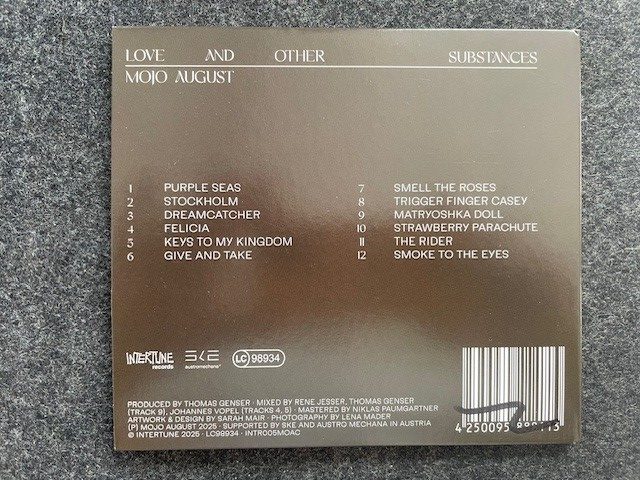 LOVE AND OTHER SUBSTANCES
MOJO AUGUST
1 PURPLE SEAS
2 STOCKHOLM
3 DREAMCATCHER
4 FELICIA
5 KEYS TO MY KINGDOM
6 GIVE AND TAKE
7 SMELL THE ROSES
8 TRIGGER FINGER CASEY
9 MATRYOSHKA DOLL
10 STRAWBERRY PARACHUTE
11 THE RIDER
12 SMOKE TO THE EYES
INTERTUNE
records
SKE
austromechana
LC 98934
PRODUCED BY THOMAS GENSER · MIXED BY RENE JESSER, THOMAS GENSER
(TRACK 9), JOHANNES VOPEL (TRACKS 4, 5) · MASTERED BY NIKLAS PAUMGARTNER
ARTWORK & DESIGN BY SARAH MAIR · PHOTOGRAPHY BY LENA MADER
(P) MOJO AUGUST 2025 · SUPPORTED BY SKE AND AUSTRO MECHANA IN AUSTRIA
© INTERTUNE 2025 · LC98934 · INTR005MOAC
4 250095